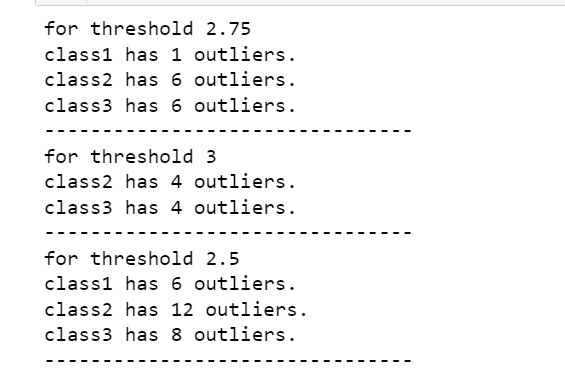 for threshold 2.75
class1 has 1 outliers.
class2 has 6 outliers.
class3 has 6 outliers.
--------------------------------
for threshold 3
class2 has 4 outliers.
class3 has 4 outliers.
--------------------------------
for threshold 2.5
class1 has 6 outliers.
class2 has 12 outliers.
class3 has 8 outliers.
--------------------------------